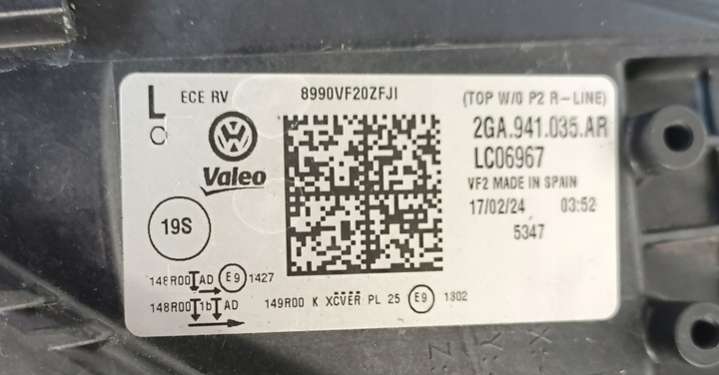 L ECE RV 8990VF20ZFJI (TOP W/O P2 R-LINE)
2GA.941.035.AR
Valeo LC06967
VF2 MADE IN SPAIN
17/02/24 03:52
19S 5347
148R00 AD E9 1427
148R00 1b AD 149R00 K XCVER PL 25 E9 1302